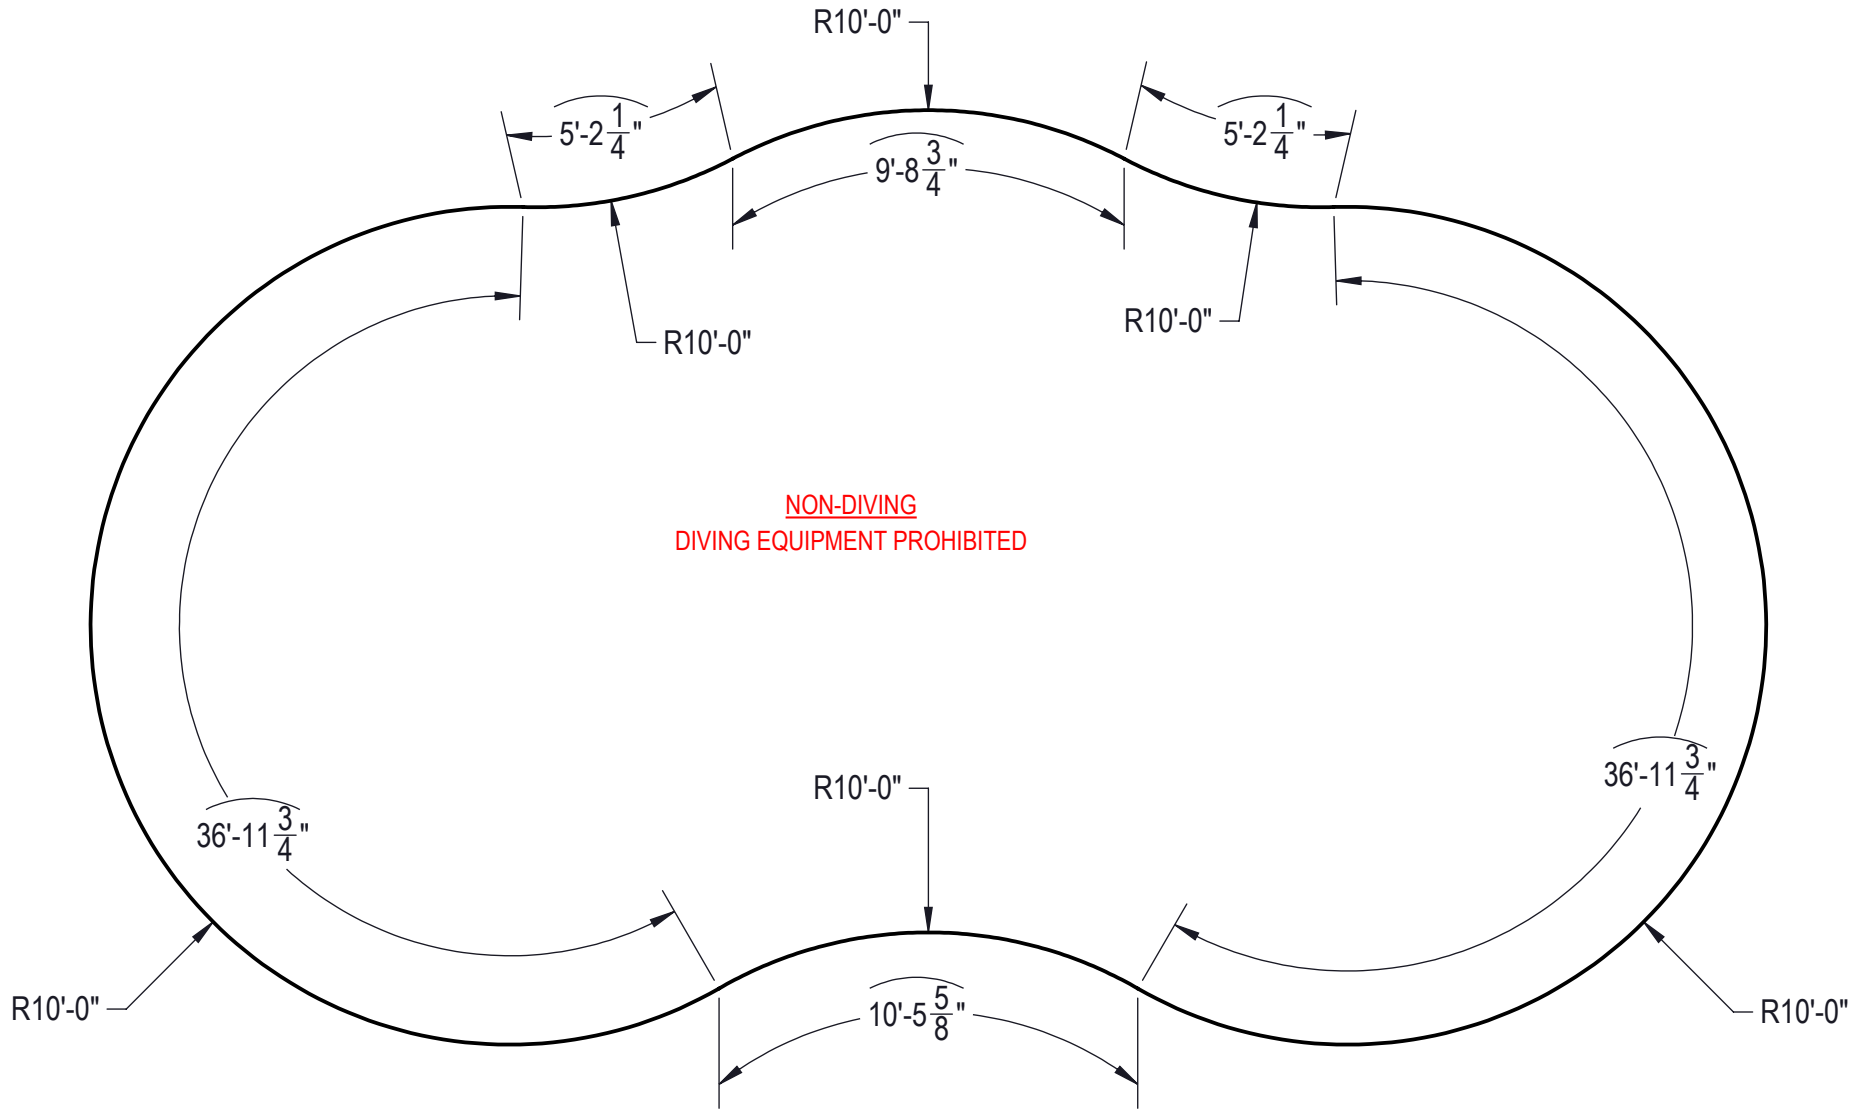 R10'-0"
5'-2 1/4"
5'-2 1/4"
9'-8 3/4"
R10'-0"
R10'-0"
NON-DIVING
DIVING EQUIPMENT PROHIBITED
36'-11 3/4"
R10'-0"
36'-11 3/4"
R10'-0"
10'-5 5/8"
R10'-0"